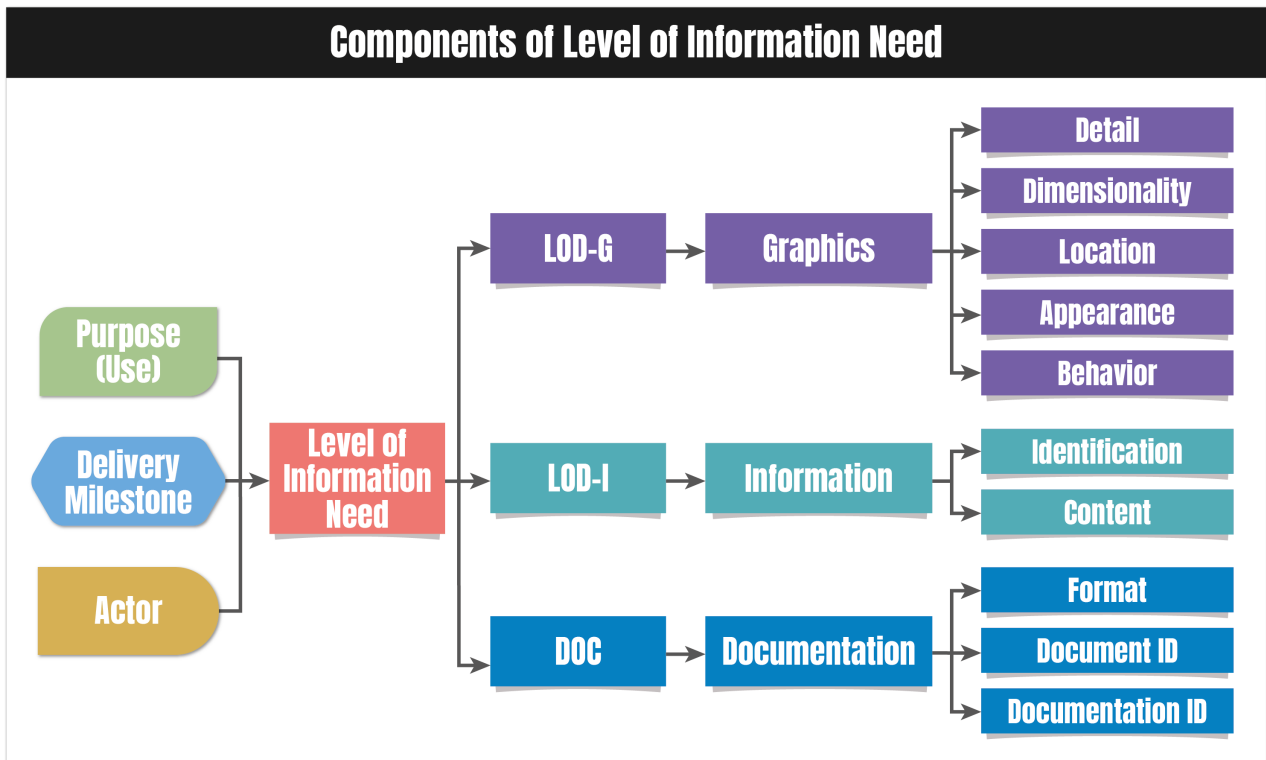 Components of Level of Information Need
Purpose
(Use)
Delivery
Milestone
Actor
Level of
Information
Need
LOD-G
Graphics
Detail
Dimensionality
Location
Appearance
Behavior
LOD-I
Information
Identification
Content
DOC
Documentation
Format
Document ID
Documentation ID